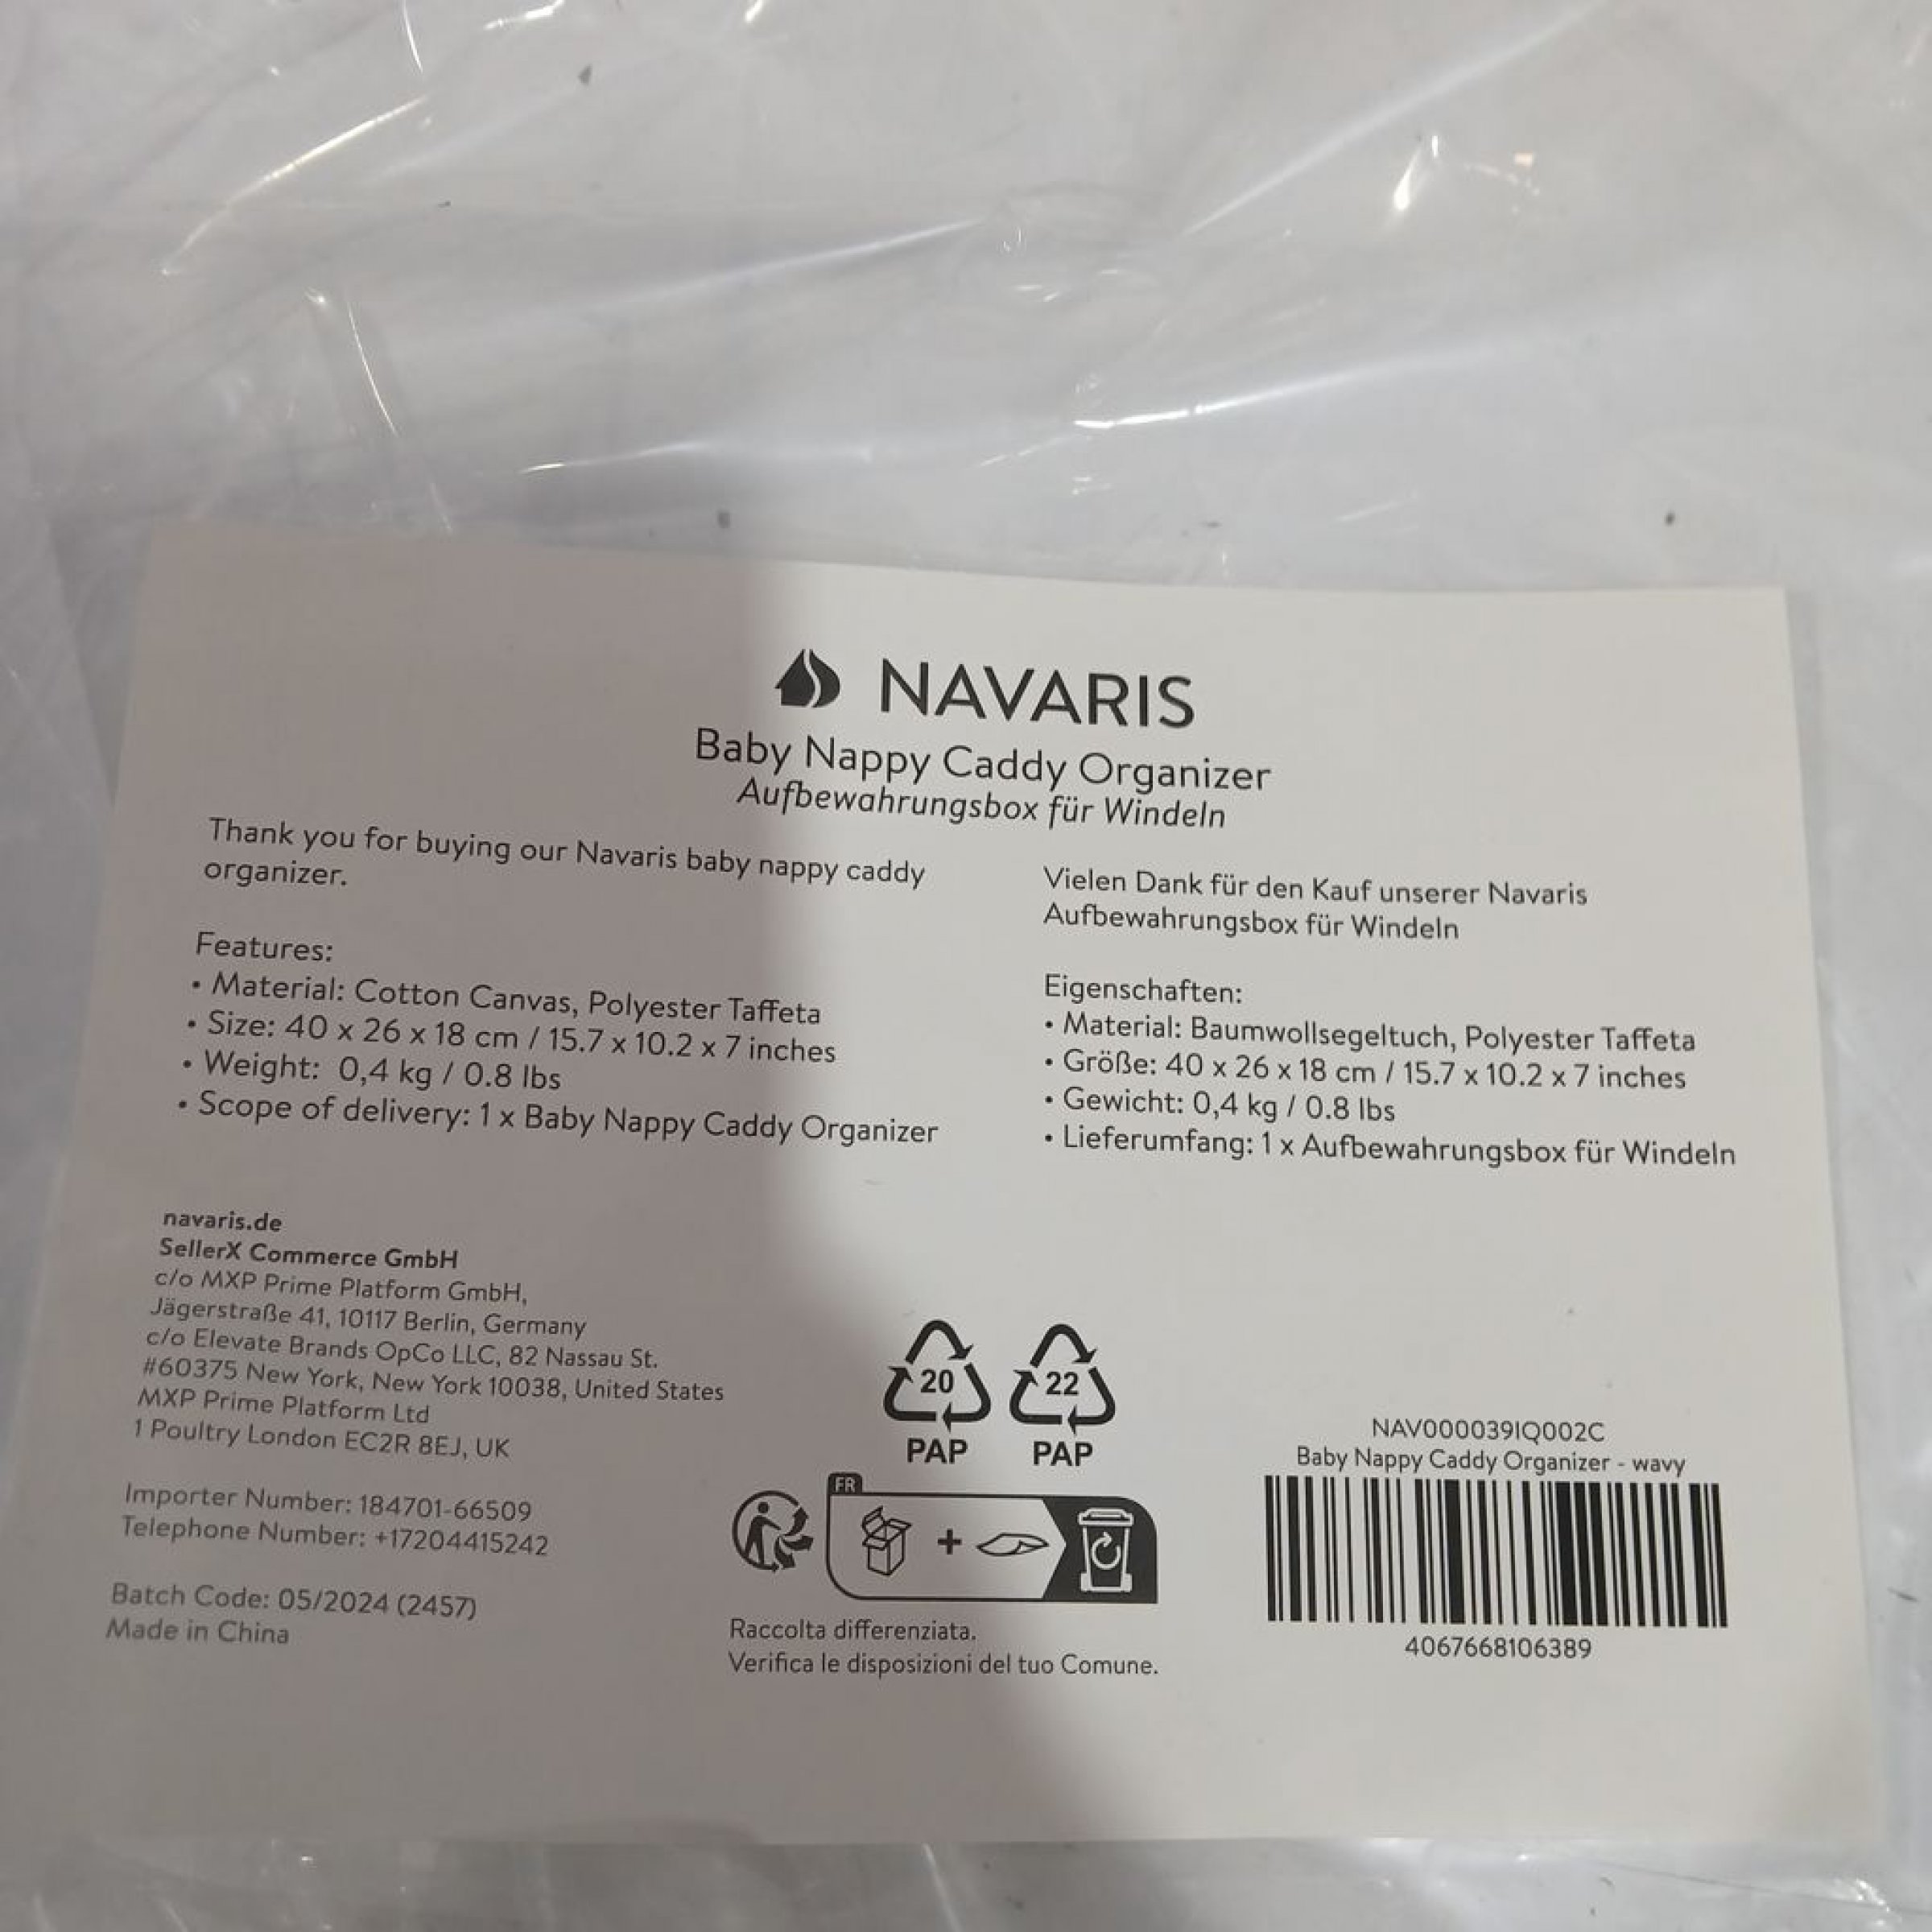 NAVARIS
Baby Nappy Caddy Organizer
Aufbewahrungsbox für Windeln
Thank you for buying our Navaris baby nappy caddy
organizer.
Features:
• Material: Cotton Canvas, Polyester Taffeta
• Size: 40 x 26 x 18 cm / 15.7 x 10.2 x 7 inches
• Weight: 0,4 kg / 0.8 lbs
• Scope of delivery: 1 x Baby Nappy Caddy Organizer
Vielen Dank für den Kauf unserer Navaris
Aufbewahrungsbox für Windeln
Eigenschaften:
• Material: Baumwollsegeltuch, Polyester Taffeta
• Größe: 40 x 26 x 18 cm / 15.7 x 10.2 x 7 inches
• Gewicht: 0,4 kg / 0.8 lbs
• Lieferumfang: 1 x Aufbewahrungsbox für Windeln
navaris.de
SellerX Commerce GmbH
c/o MXP Prime Platform GmbH,
Jägerstraße 41, 10117 Berlin, Germany
c/o Elevate Brands OpCo LLC, 82 Nassau St.
#60375 New York, New York 10038, United States
MXP Prime Platform Ltd
1 Poultry London EC2R 8EJ, UK
Importer Number: 184701-66509
Telephone Number: +17204415242
Batch Code: 05/2024 (2457)
Made in China
20 22
PAP PAP
FR
+
Raccolta differenziata.
Verifica le disposizioni del tuo Comune.
NAV000039IQ002C
Baby Nappy Caddy Organizer - wavy
4067668106389